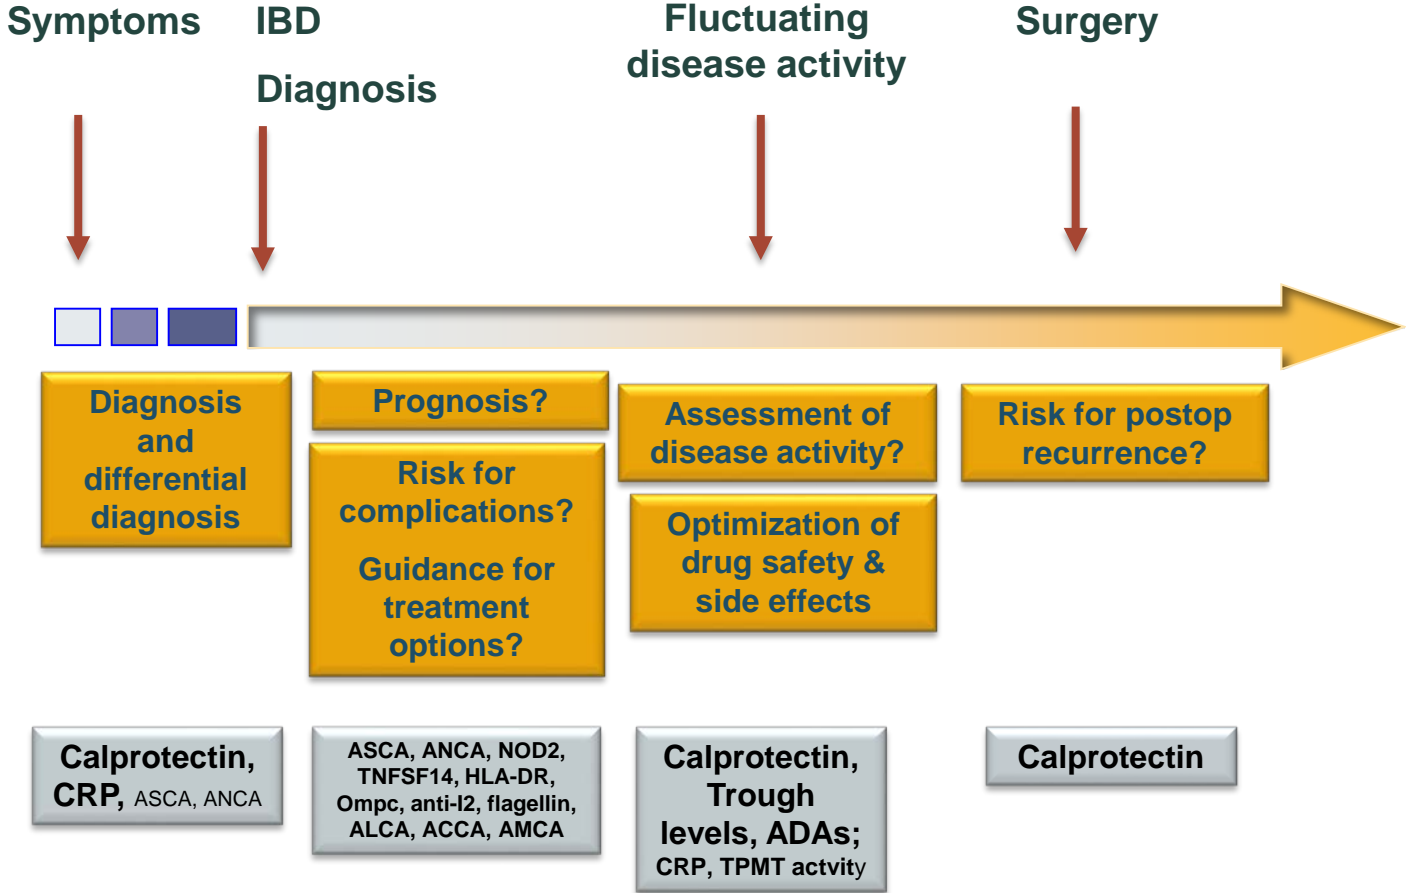 Symptoms
IBD
Diagnosis
Fluctuating
disease activity
Surgery
Diagnosis
and
differential
diagnosis
Prognosis?
Risk for
complications?
Guidance for
treatment
options?
Assessment of
disease activity?
Optimization of
drug safety &
side effects
Risk for postop
recurrence?
Calprotectin,
CRP, ASCA, ANCA
ASCA, ANCA, NOD2,
TNFSF14, HLA-DR,
Ompc, anti-I2, flagellin,
ALCA, ACCA, AMCA
Calprotectin,
Trough
levels, ADAs;
CRP, TPMT actvity
Calprotectin